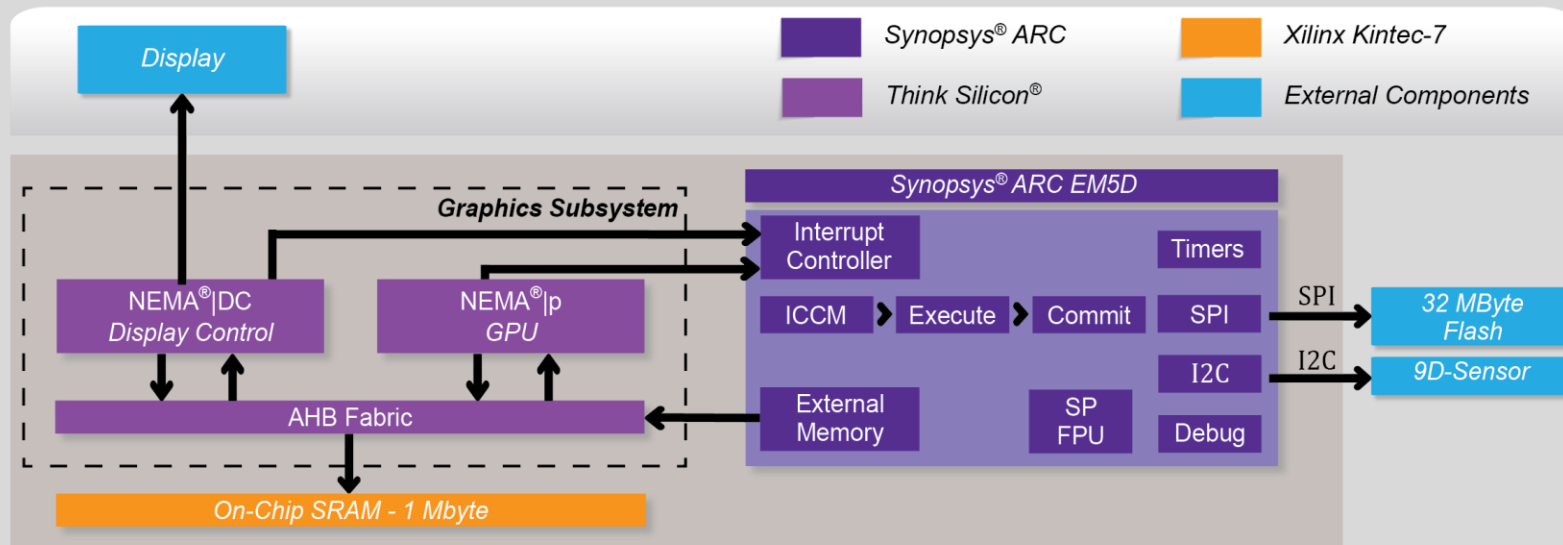 Display
Synopsys® ARC
Xilinx Kintec-7
Think Silicon®
External Components
Synopsys® ARC EM5D
Graphics Subsystem
Interrupt
Controller
Timers
NEMA®|DC
Display Control
NEMA®|p
GPU
ICCM
Execute
Commit
SPI
SPI
32 MByte
Flash
I2C
I2C
9D-Sensor
AHB Fabric
External
Memory
SP
FPU
Debug
On-Chip SRAM - 1 Mbyte